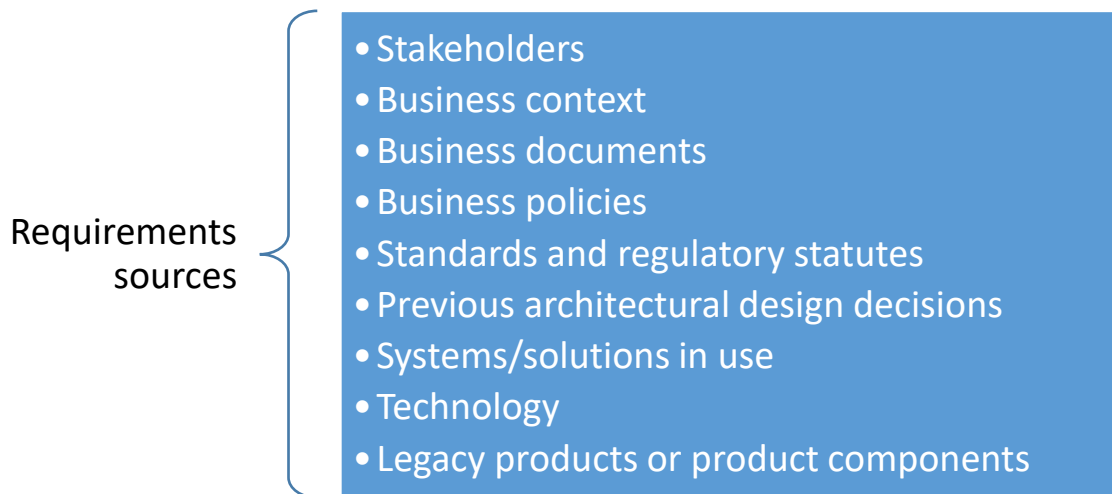 Requirements
sources
• Stakeholders
• Business context
• Business documents
• Business policies
• Standards and regulatory statutes
• Previous architectural design decisions
• Systems/solutions in use
• Technology
• Legacy products or product components